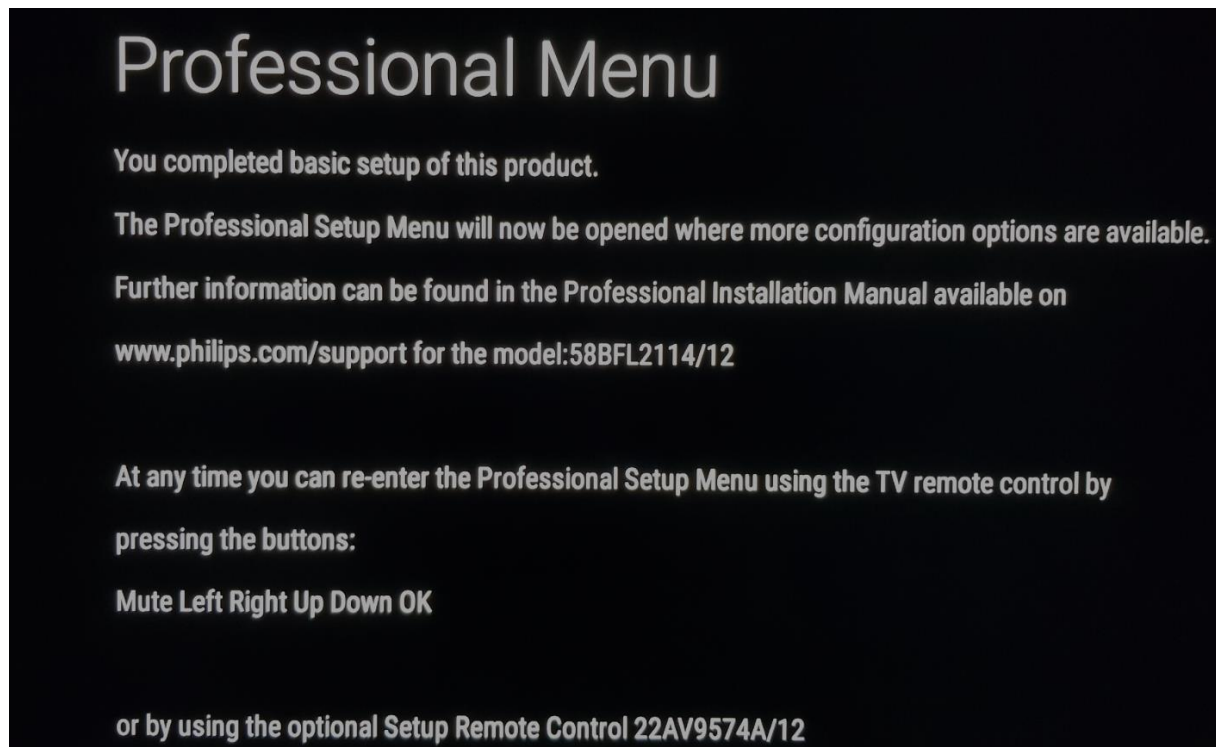 Professional Menu
You completed basic setup of this product.
The Professional Setup Menu will now be opened where more configuration options are available.
Further information can be found in the Professional Installation Manual available on
www.philips.com/support for the model:58BFL2114/12
At any time you can re-enter the Professional Setup Menu using the TV remote control by
pressing the buttons:
Mute Left Right Up Down OK
or by using the optional Setup Remote Control 22AV9574A/12